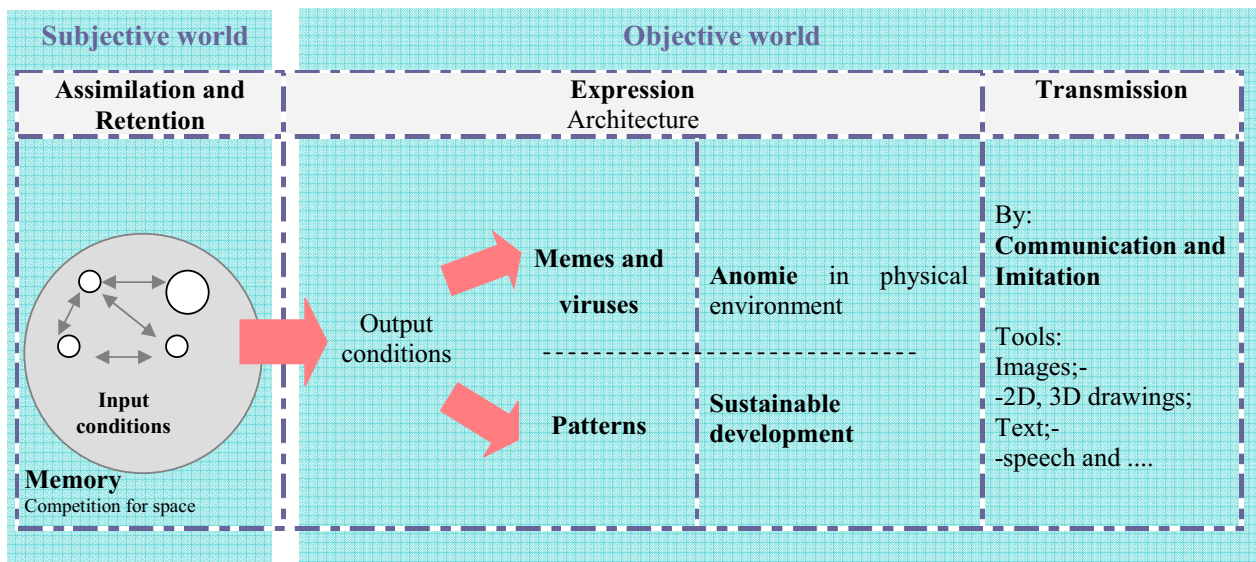 Subjective world
Objective world
Assimilation and
Retention
Expression
Architecture
Transmission
Input
conditions
Memory
Competition for space
Output
conditions
Memes and
viruses
Patterns
Anomie in physical
environment
Sustainable
development
By:
Communication and
Imitation
Tools:
Images;-
-2D, 3D drawings;
Text;-
-speech and ....